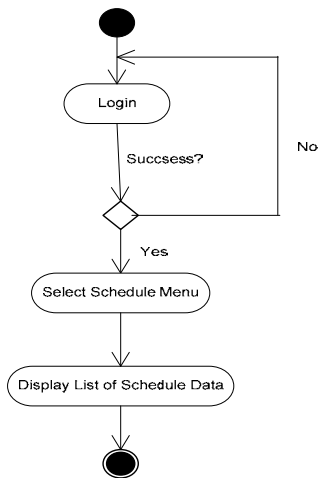 Login
Succsess?
No
Yes
Select Schedule Menu
Display List of Schedule Data